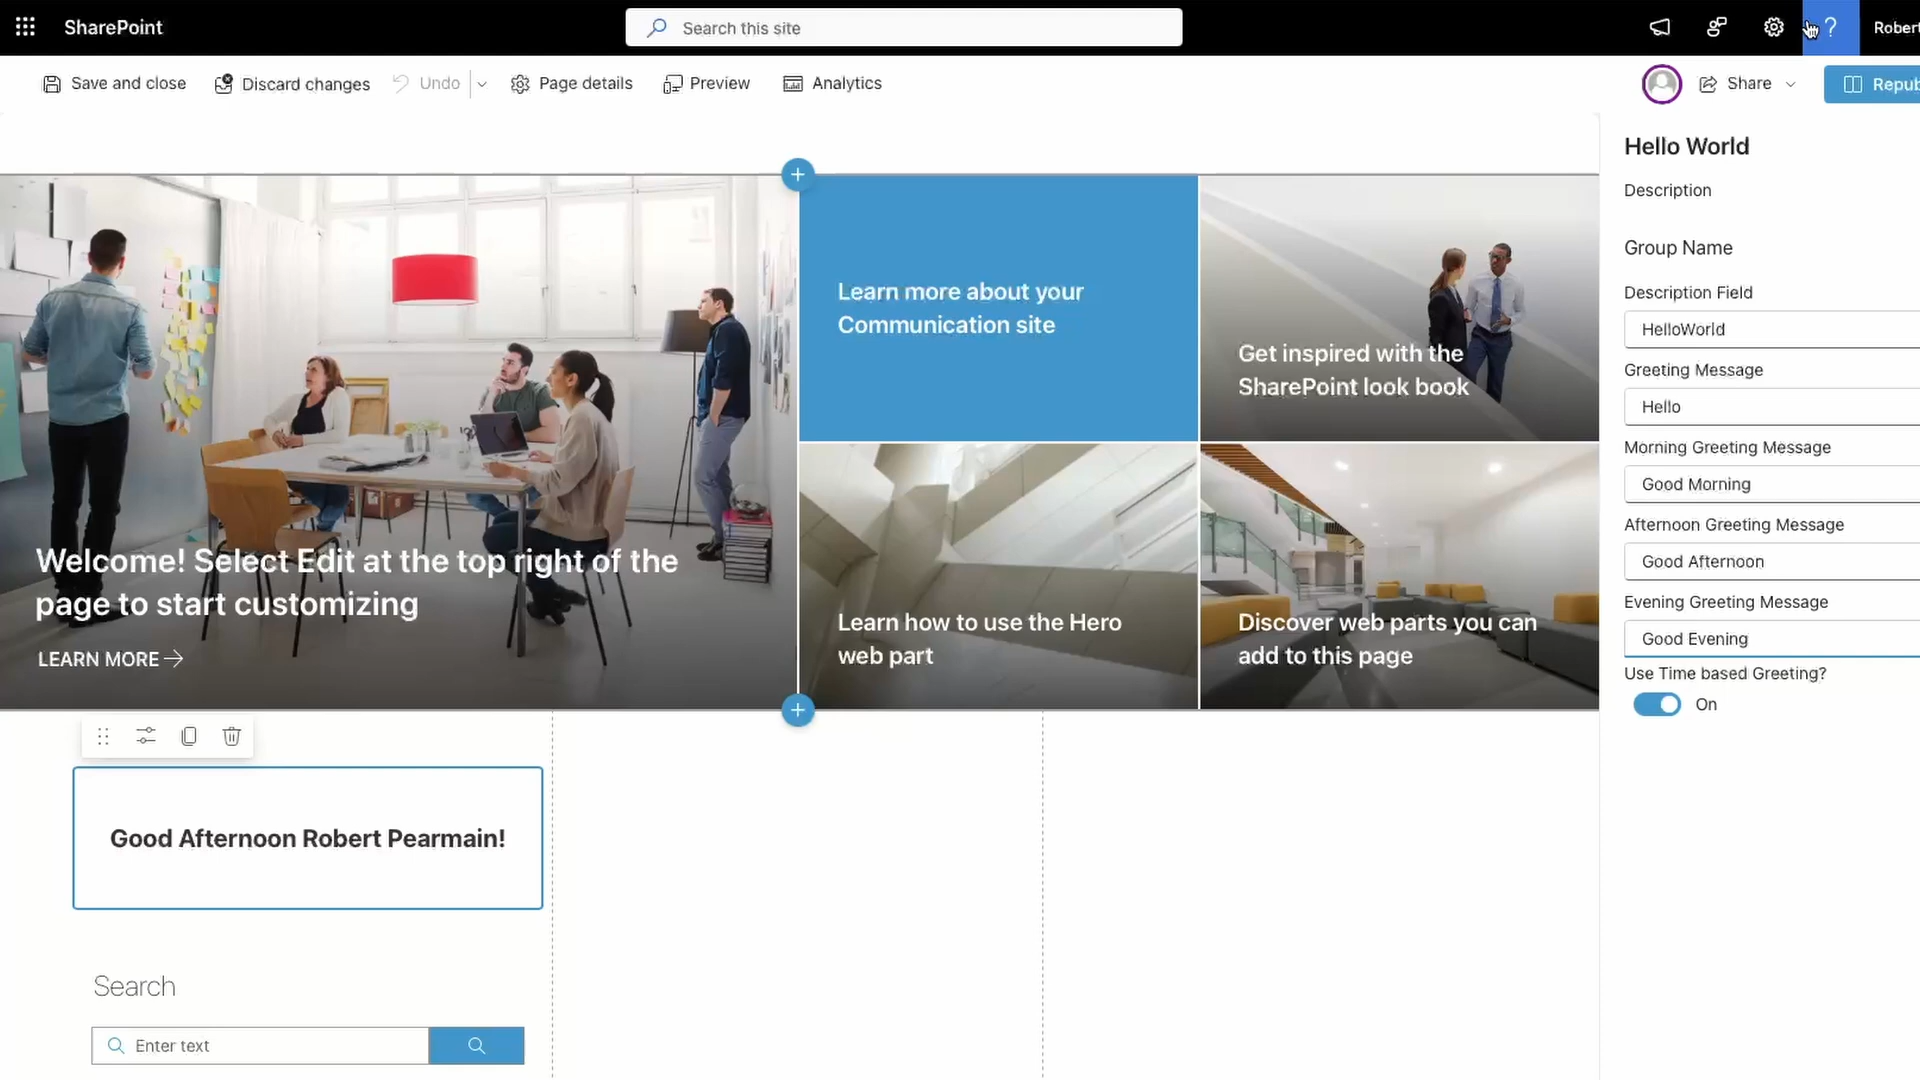 SharePoint
Search this site
?
Robert
Save and close
Discard changes
Undo
Page details
Preview
Analytics
Share
Repub
Welcome! Select Edit at the top right of the
page to start customizing
LEARN MORE
Learn more about your
Communication site
Get inspired with the
SharePoint look book
Learn how to use the Hero
web part
Discover web parts you can
add to this page
Good Afternoon Robert Pearmain!
Search
Enter text
Hello World
Description
Group Name
Description Field
HelloWorld
Greeting Message
Hello
Morning Greeting Message
Good Morning
Afternoon Greeting Message
Good Afternoon
Evening Greeting Message
Good Evening
Use Time based Greeting?
On